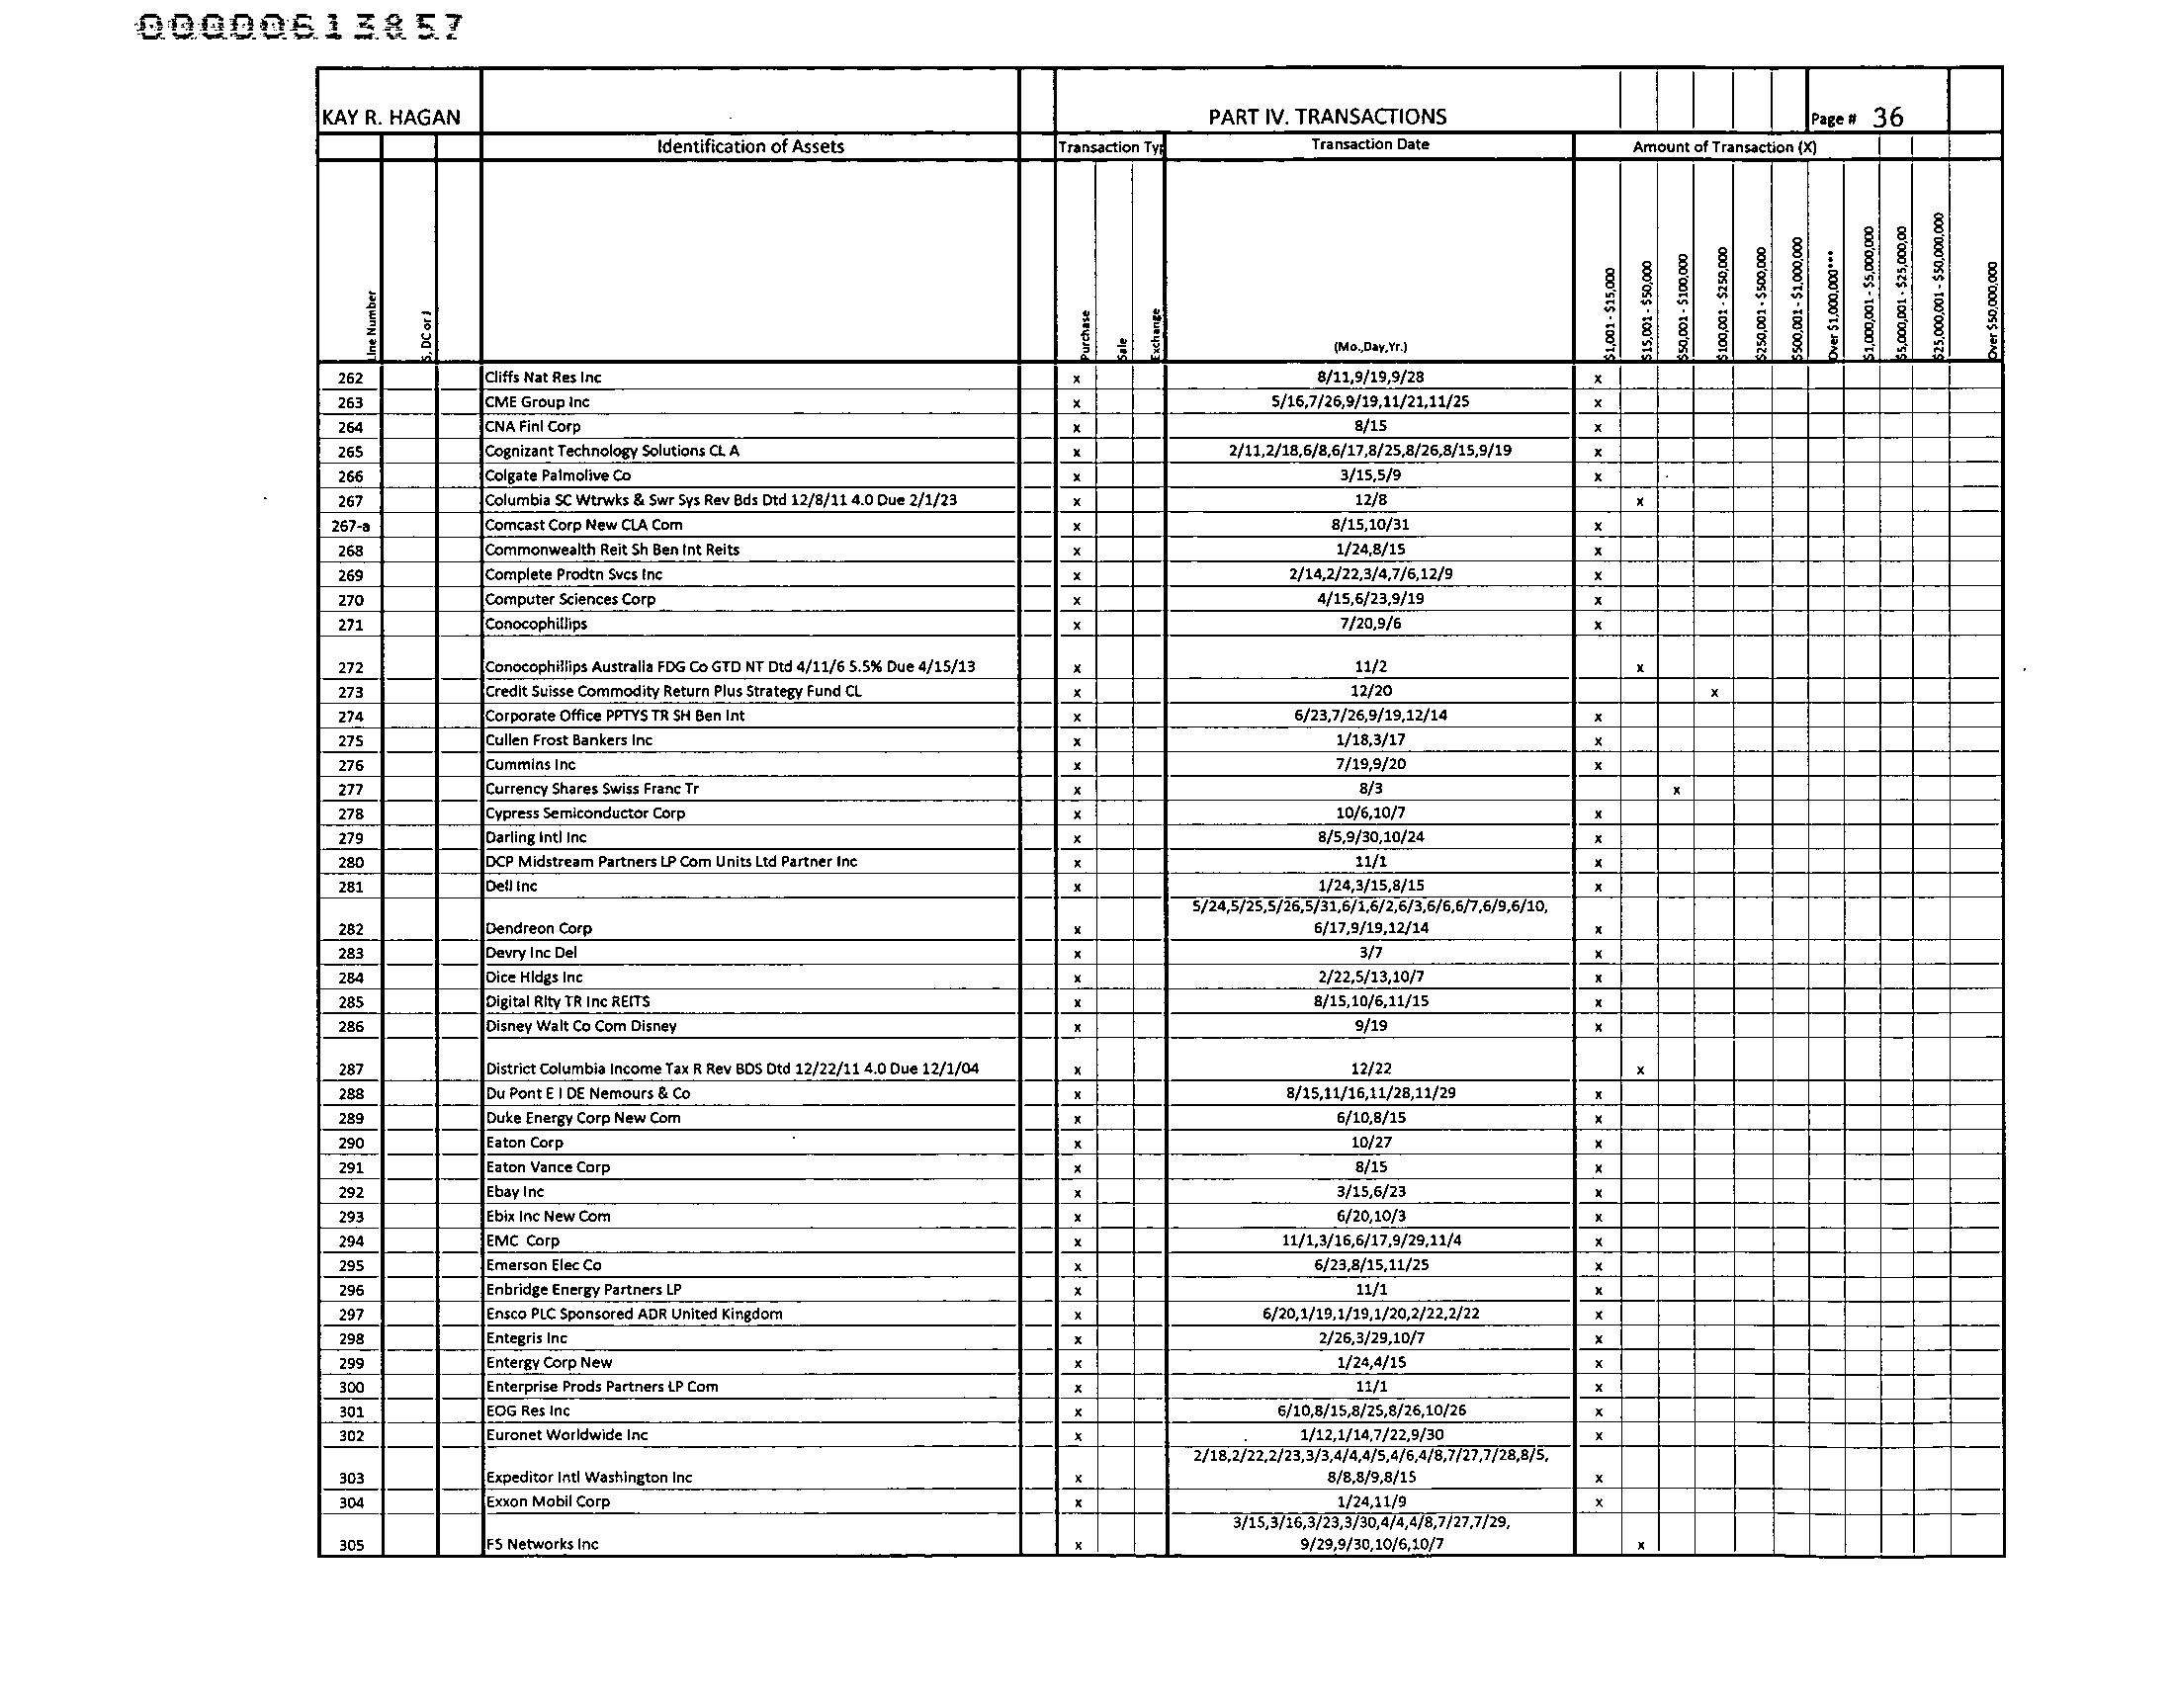 00000613857
KAY R. HAGAN PART IV. TRANSACTIONS Page # 36
Identification of Assets Transaction Typ Transaction Date Amount of Transaction (X)
Line Number S, DC or J Purchase Sale Exchange (Mo.,Day,Yr.) $1,001 - $15,000 $15,001 - $50,000 $50,001 - $100,000 $100,001 - $250,000 $250,001 - $500,000 $500,001 - $1,000,000 Over $1,000,000*** $1,000,001 - $5,000,000 $5,000,001 - $25,000,00 $25,000,001 - $50,000,000 Over $50,000,000
262 Cliffs Nat Res Inc x 8/11,9/19,9/28 x
263 CME Group Inc x 5/16,7/26,9/19,11/21,11/25 x
264 CNA Finl Corp x 8/15 x
265 Cognizant Technology Solutions CL A x 2/11,2/18,6/8,6/17,8/25,8/26,8/15,9/19 x
266 Colgate Palmolive Co x 3/15,5/9 x
267 Columbia SC Wtrwks & Swr Sys Rev Bds Dtd 12/8/11 4.0 Due 2/1/23 x 12/8 x
267-a Comcast Corp New CLA Com x 8/15,10/31 x
268 Commonwealth Reit Sh Ben Int Reits x 1/24,8/15 x
269 Complete Prodtn Svcs Inc x 2/14,2/22,3/4,7/6,12/9 x
270 Computer Sciences Corp x 4/15,6/23,9/19 x
271 Conocophillips x 7/20,9/6 x
272 Conocophillips Australia FDG Co GTD NT Dtd 4/11/6 5.5% Due 4/15/13 x 11/2 x
273 Credit Suisse Commodity Return Plus Strategy Fund CL x 12/20 x
274 Corporate Office PPTYS TR SH Ben Int x 6/23,7/26,9/19,12/14 x
275 Cullen Frost Bankers Inc x 1/18,3/17 x
276 Cummins Inc x 7/19,9/20 x
277 Currency Shares Swiss Franc Tr x 8/3 x
278 Cypress Semiconductor Corp x 10/6,10/7 x
279 Darling Intl Inc x 8/5,9/30,10/24 x
280 DCP Midstream Partners LP Com Units Ltd Partner Inc x 11/1 x
281 Dell Inc x 1/24,3/15,8/15 x
5/24,5/25,5/26,5/31,6/1,6/2,6/3,6/6,6/7,6/9,6/10,
282 Dendreon Corp x 6/17,9/19,12/14 x
283 Devry Inc Del x 3/7 x
284 Dice Hldgs Inc x 2/22,5/13,10/7 x
285 Digital Rlty TR Inc REITS x 8/15,10/6,11/15 x
286 Disney Walt Co Com Disney x 9/19 x
287 District Columbia Income Tax R Rev BDS Dtd 12/22/11 4.0 Due 12/1/04 x 12/22 x
288 Du Pont E I DE Nemours & Co x 8/15,11/16,11/28,11/29 x
289 Duke Energy Corp New Com x 6/10,8/15 x
290 Eaton Corp x 10/27 x
291 Eaton Vance Corp x 8/15 x
292 Ebay Inc x 3/15,6/23 x
293 Ebix Inc New Com x 6/20,10/3 x
294 EMC Corp x 11/1,3/16,6/17,9/29,11/4 x
295 Emerson Elec Co x 6/23,8/15,11/25 x
296 Enbridge Energy Partners LP x 11/1 x
297 Ensco PLC Sponsored ADR United Kingdom x 6/20,1/19,1/19,1/20,2/22,2/22 x
298 Entegris Inc x 2/26,3/29,10/7 x
299 Entergy Corp New x 1/24,4/15 x
300 Enterprise Prods Partners LP Com x 11/1 x
301 EOG Res Inc x 6/10,8/15,8/25,8/26,10/26 x
302 Euronet Worldwide Inc x 1/12,1/14,7/22,9/30 x
2/18,2/22,2/23,3/3,4/4,4/5,4/6,4/8,7/27,7/28,8/5,
303 Expeditor Intl Washington Inc x 8/8,8/9,8/15 x
304 Exxon Mobil Corp x 1/24,11/9 x
3/15,3/16,3/23,3/30,4/4,4/8,7/27,7/29,
305 F5 Networks Inc x 9/29,9/30,10/6,10/7 x